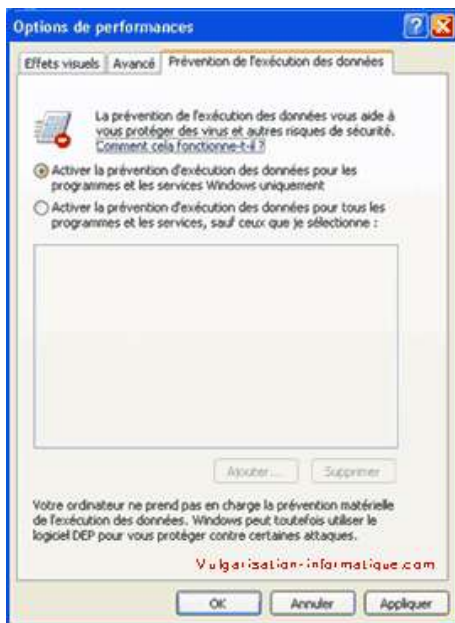 Options de performances
Effets visuels Avancé Prévention de l'exécution des données
La prévention de l'exécution des données vous aide à
vous protéger des virus et autres risques de sécurité.
Comment cela fonctionne-t-il ?
Activer la prévention d'exécution des données pour les
programmes et les services Windows uniquement
Activer la prévention d'exécution des données pour tous les
programmes et les services, sauf ceux que je sélectionne :
Ajouter... Supprimer
Votre ordinateur ne prend pas en charge la prévention matérielle
de l'exécution des données. Windows peut toutefois utiliser le
logiciel DEP pour vous protéger contre certaines attaques.
Vulgarisation-informatique.com
OK Annuler Appliquer